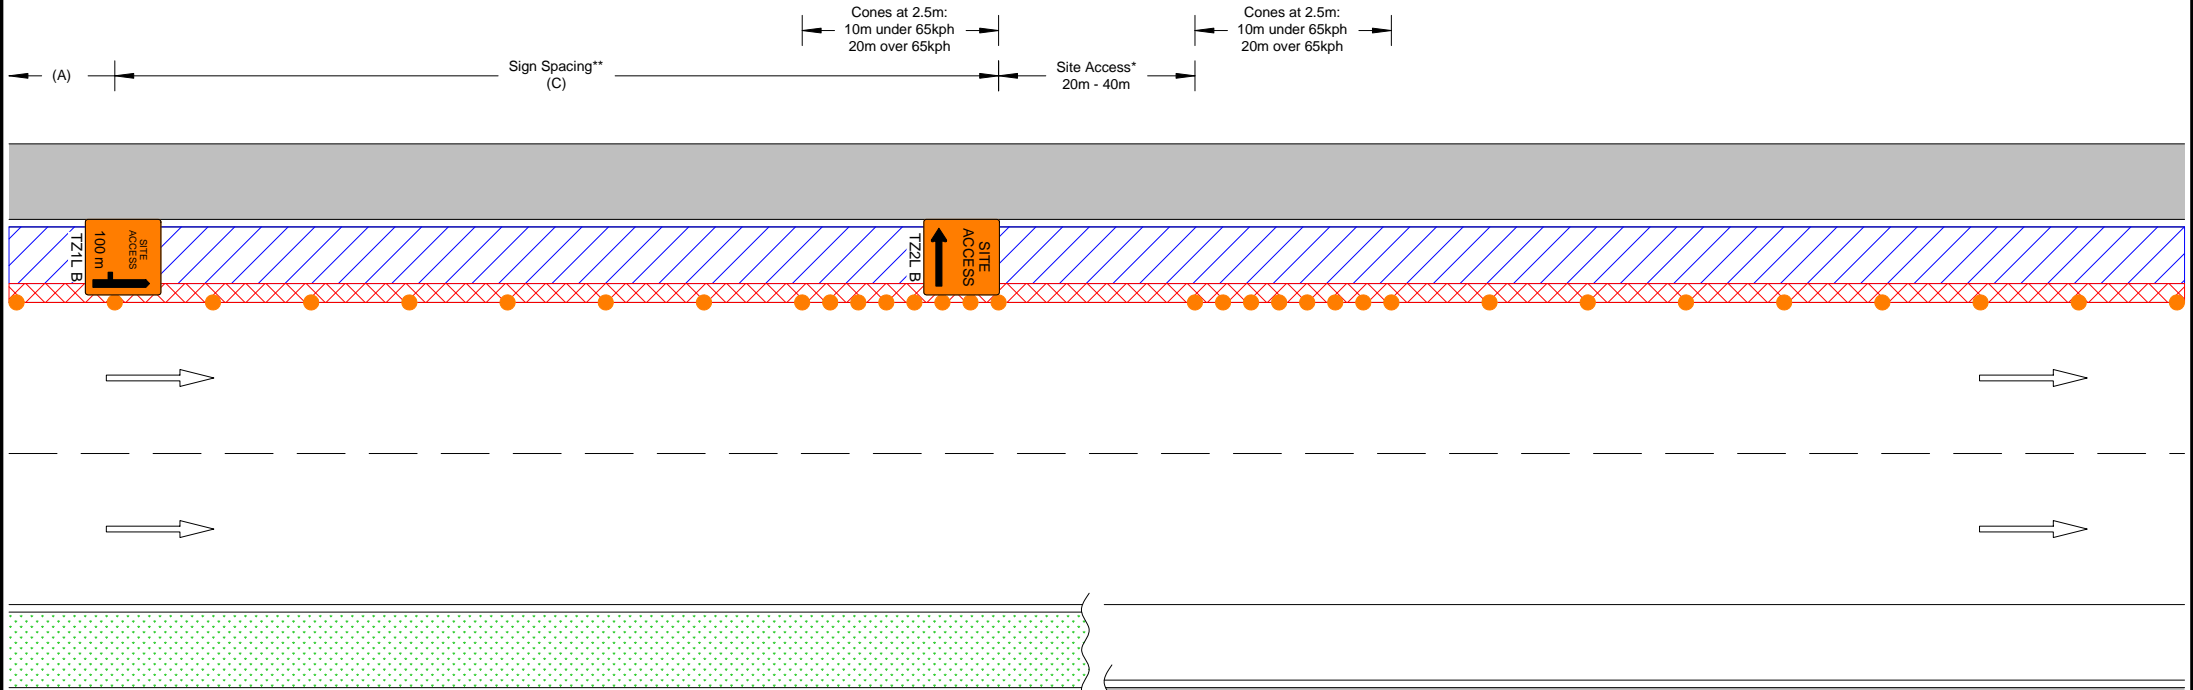 Cones at 2.5m:
10m under 65kph
20m over 65kph
Cones at 2.5m:
10m under 65kph
20m over 65kph
(A)
Sign Spacing**
(C)
Site Access*
20m - 40m
TZ1L B
SITE
ACCESS
100 m
TZ2L B
SITE
ACCESS